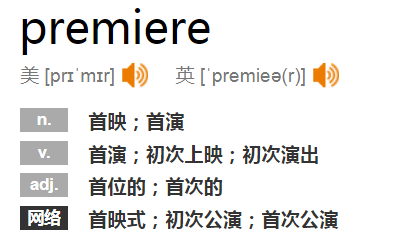 premiere
美 [prɪˈmɪr] 英 [ˈpremieə(r)]
n. 首映；首演
v. 首演；初次上映；初次演出
adj. 首位的；首次的
网络 首映式；初次公演；首次公演